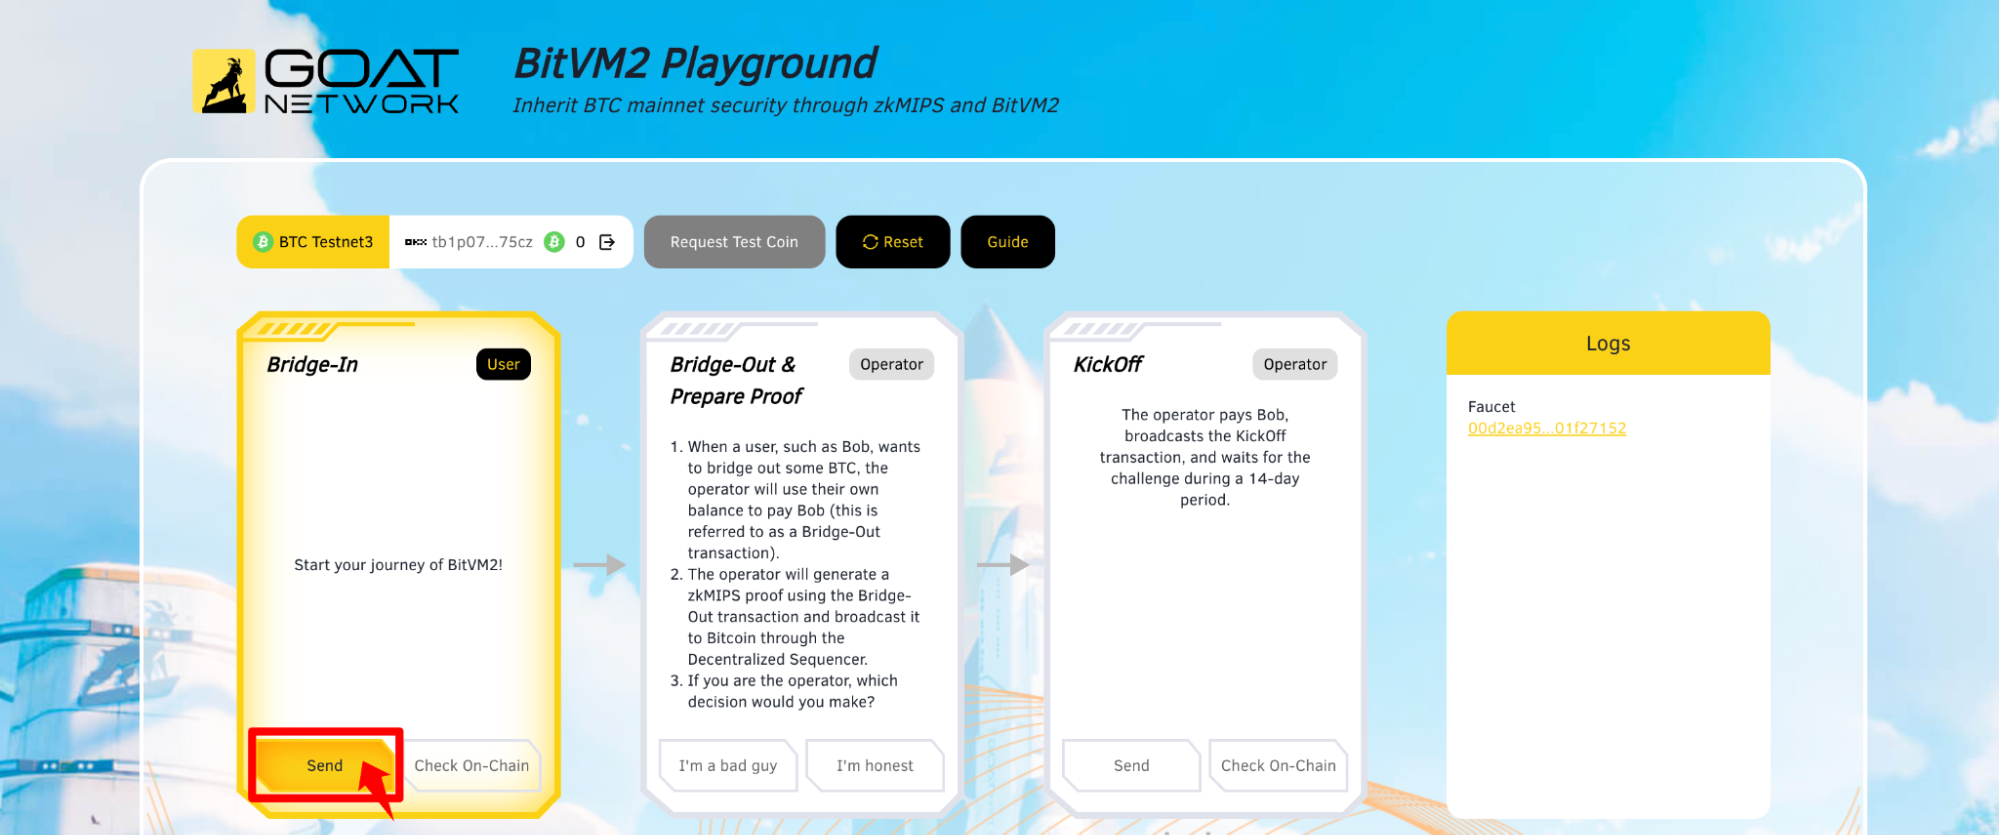 GOAT
NETWORK
BitVM2 Playground
Inherit BTC mainnet security through zkMIPS and BitVM2
BTC Testnet3
OKX tb1p07...75cz 0
Request Test Coin
Reset
Guide
Bridge-In
User
Start your journey of BitVM2!
Send
Check On-Chain
Bridge-Out &
Prepare Proof
Operator
1. When a user, such as Bob, wants
to bridge out some BTC, the
operator will use their own
balance to pay Bob (this is
referred to as a Bridge-Out
transaction).
2. The operator will generate a
zkMIPS proof using the Bridge-
Out transaction and broadcast it
to Bitcoin through the
Decentralized Sequencer.
3. If you are the operator, which
decision would you make?
I'm a bad guy
I'm honest
KickOff
Operator
The operator pays Bob,
broadcasts the KickOff
transaction, and waits for the
challenge during a 14-day
period.
Send
Check On-Chain
Logs
Faucet
00d2ea95...01f27152